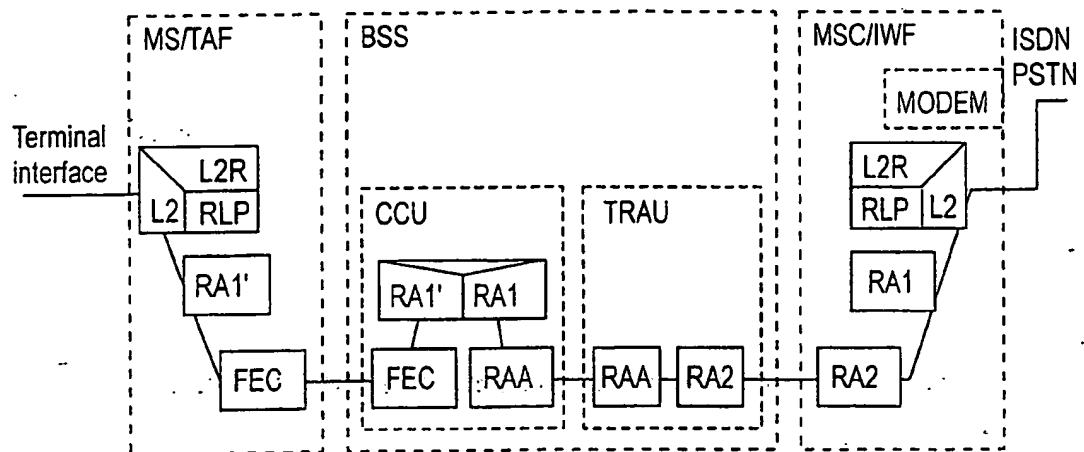 MS/TAF
BSS
MSC/IWF
ISDN
PSTN
MODEM
Terminal
interface
L2R
L2
RLP
L2R
RLP
L2
CCU
TRAU
RA1'
RA1'
RA1
RA1
FEC
FEC
RAA
RAA
RA2
RA2